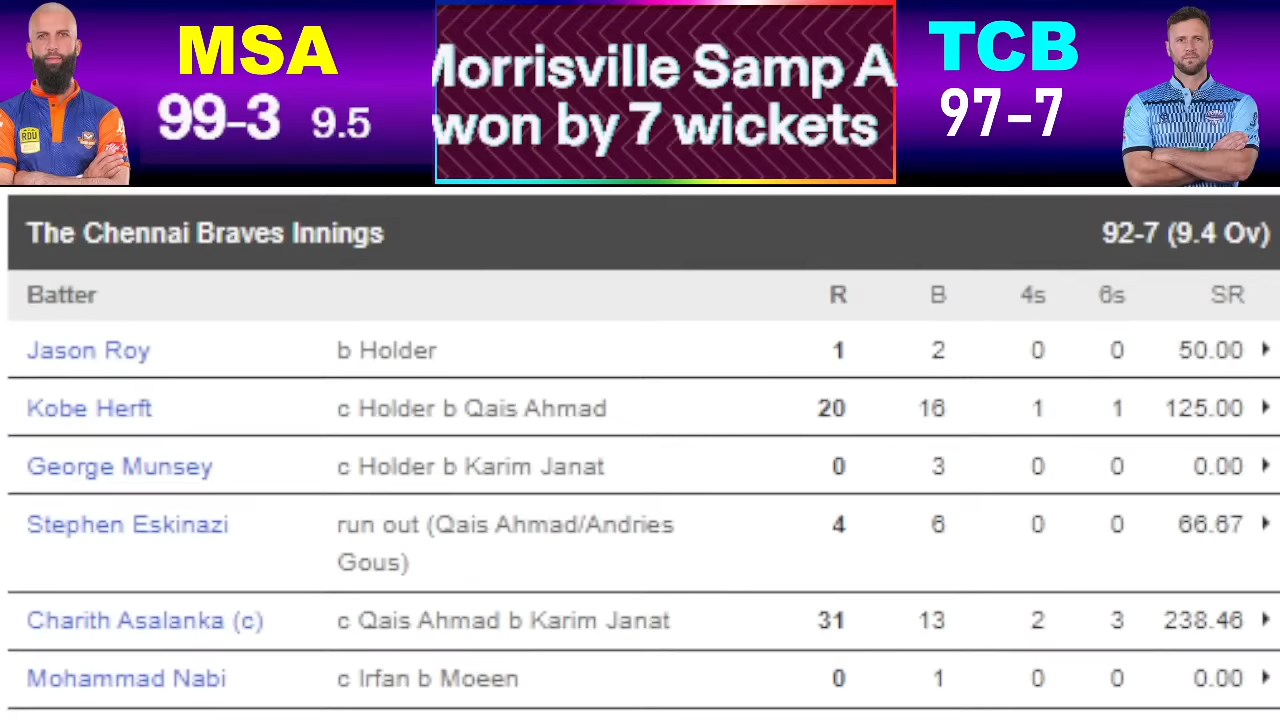 MSA
99-3 9.5
Morrisville Samp A
won by 7 wickets
TCB
97-7
RDU
The Chennai Braves Innings 92-7 (9.4 Ov)
Batter R B 4s 6s SR
Jason Roy b Holder 1 2 0 0 50.00
Kobe Herft c Holder b Qais Ahmad 20 16 1 1 125.00
George Munsey c Holder b Karim Janat 0 3 0 0 0.00
Stephen Eskinazi run out (Qais Ahmad/Andries 4 6 0 0 66.67
Gous)
Charith Asalanka (c) c Qais Ahmad b Karim Janat 31 13 2 3 238.46
Mohammad Nabi c Irfan b Moeen 0 1 0 0 0.00